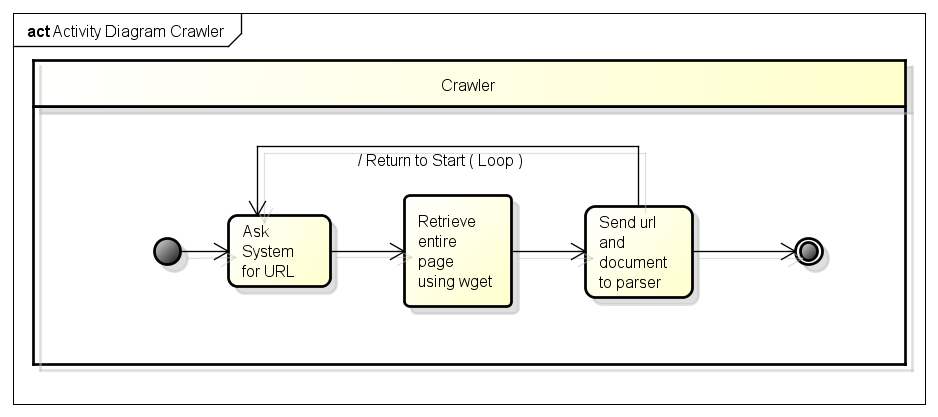 act Activity Diagram Crawler
Crawler
/ Return to Start ( Loop )
Ask
System
for URL
Retrieve
entire
page
using wget
Send url
and
document
to parser